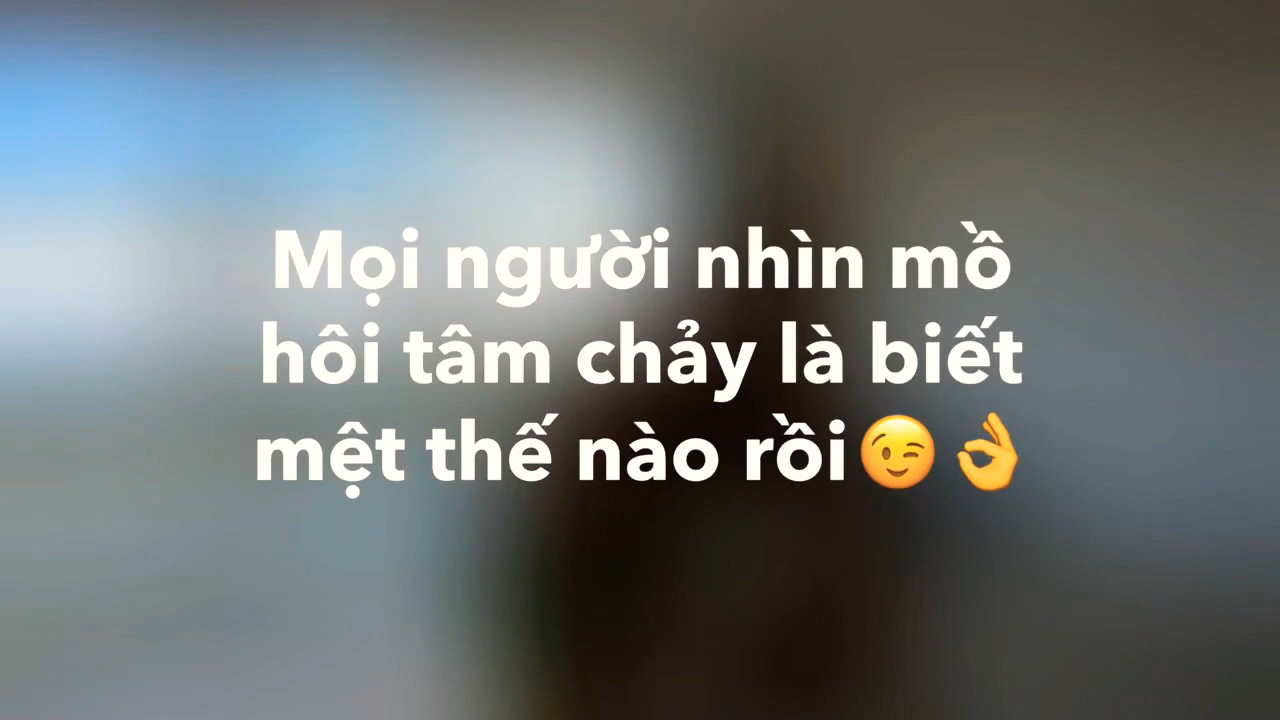 Mọi người nhìn mồ
hôi tâm chảy là biết
mệt thế nào rồi😉👌